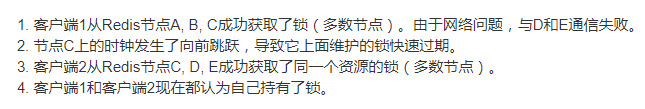 1. 客户端1从Redis节点A, B, C成功获取了锁（多数节点）。由于网络问题，与D和E通信失败。
2. 节点C上的时钟发生了向前跳跃，导致它上面维护的锁快速过期。
3. 客户端2从Redis节点C, D, E成功获取了同一个资源的锁（多数节点）。
4. 客户端1和客户端2现在都认为自己持有了锁。